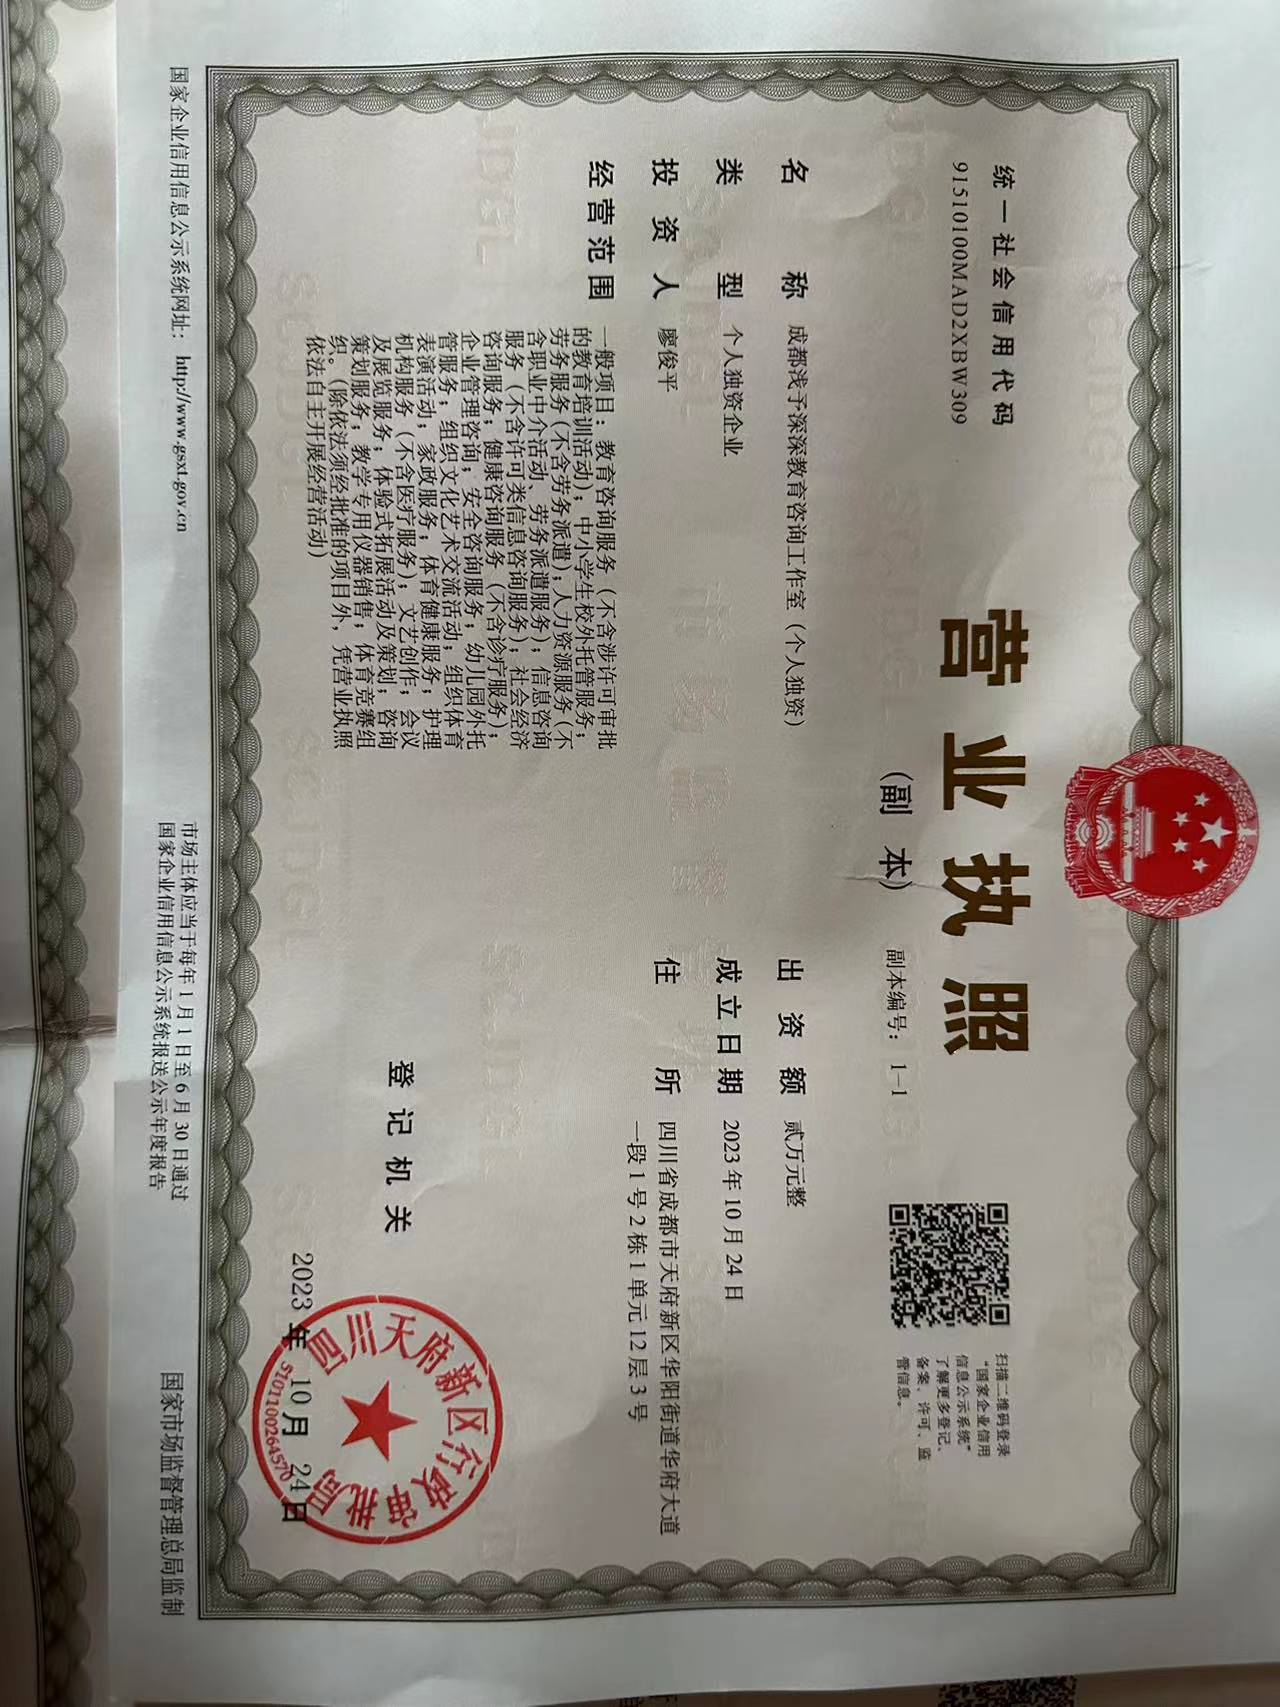 统一社会信用代码
91510100MAD2XBW309
营业执照
（副本）
副本编号：1-1
扫描二维码登录
“国家企业信用
信息公示系统”
了解更多登记、
备案、许可、监
管信息。
名称 成都浅予深深教育咨询工作室（个人独资）
类型 个人独资企业
投资人 廖俊平
经营范围 一般项目：教育咨询服务（不含涉许可审批
的教育培训活动）；中小学生校外托管服务；
劳务服务（不含劳务派遣）；人力资源服务（不
含职业中介活动、劳务派遣服务）；信息咨询
服务（不含许可类信息咨询服务）；社会经济
咨询服务；健康咨询服务（不含诊疗服务）；
企业管理咨询；安全咨询服务；幼儿园外托
管服务；组织文化艺术交流活动；组织体育
表演活动；家政服务；体育健康服务；护理
机构服务（不含医疗服务）；文艺创作；会议
及展览服务；体验式拓展活动及策划；咨询
策划服务；教学专用仪器销售；体育竞赛组
织。（除依法须经批准的项目外，凭营业执照
依法自主开展经营活动）
出资额 贰万元整
成立日期 2023年10月24日
住所 四川省成都市天府新区华阳街道华府大道
一段1号2栋1单元12层3号
登记机关
四川天府新区行政审批局
5101100264570
2023年10月24日
国家企业信用信息公示系统网址：http://www.gsxt.gov.cn
市场主体应当于每年1月1日至6月30日通过
国家企业信用信息公示系统报送公示年度报告
国家市场监督管理总局监制